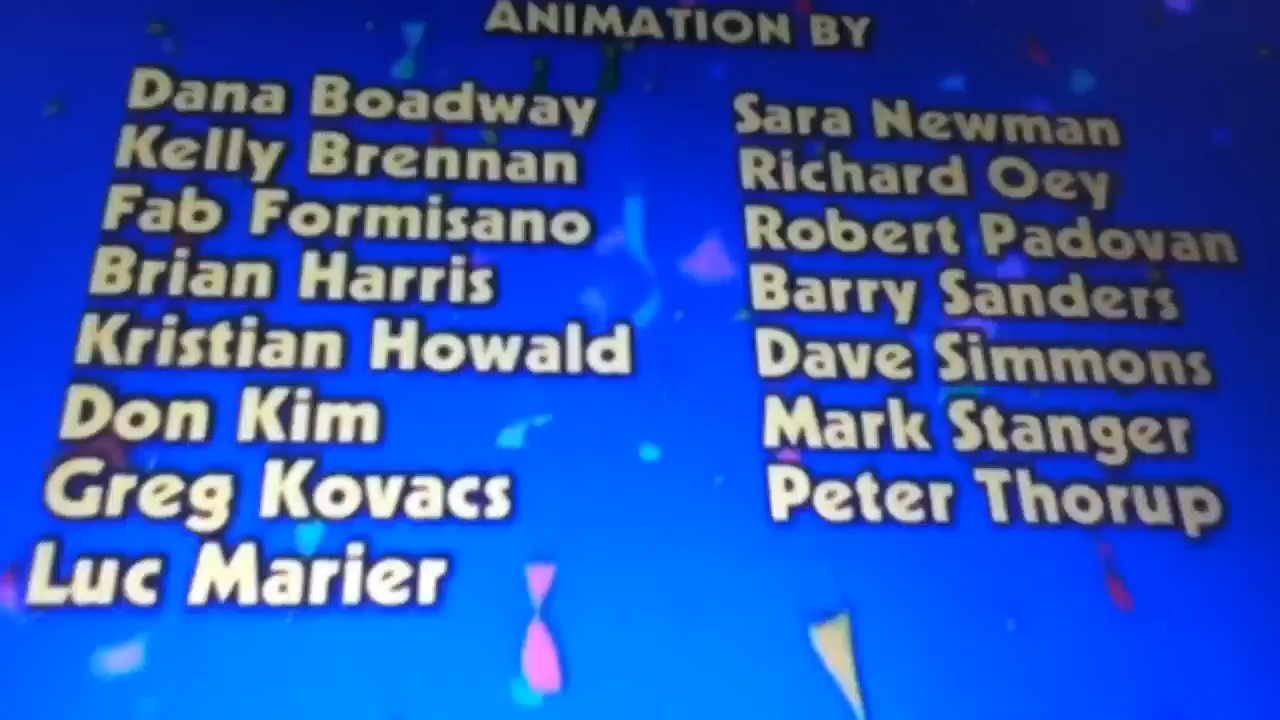 ANIMATION BY
Dana Boadway
Kelly Brennan
Fab Formisano
Brian Harris
Kristian Howald
Don Kim
Greg Kovacs
Luc Marier
Sara Newman
Richard Oey
Robert Padovan
Barry Sanders
Dave Simmons
Mark Stanger
Peter Thorup